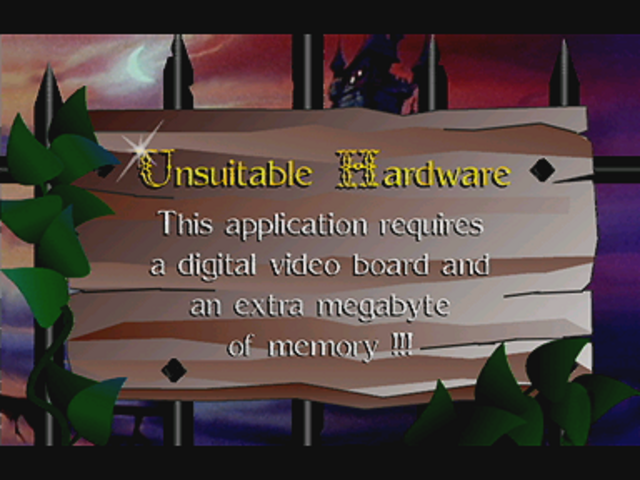 Unsuitable Hardware
This application requires
a digital video board and
an extra megabyte
of memory !!!